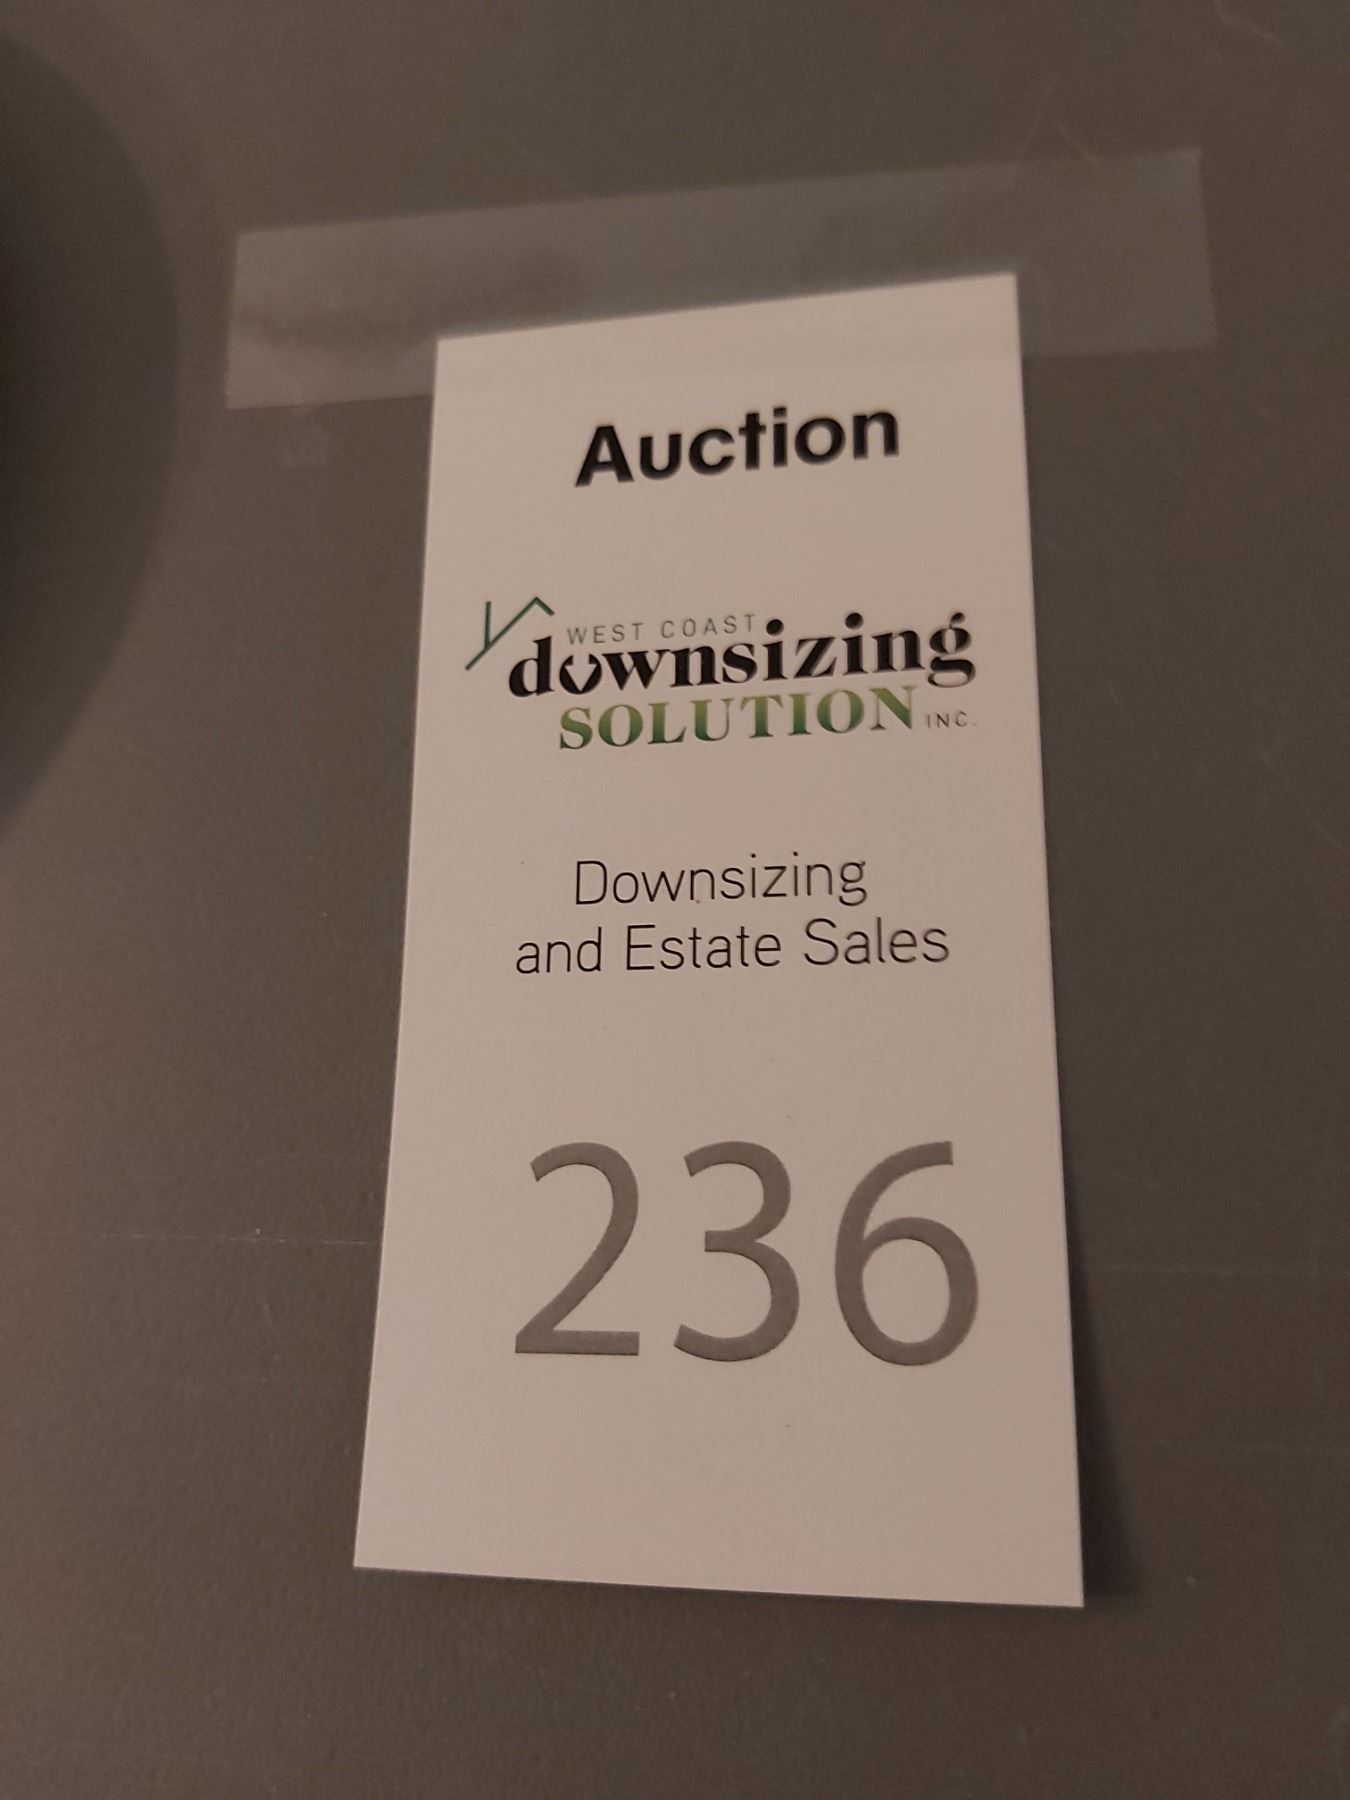 Auction
WEST COAST
downsizing
SOLUTION INC.
Downsizing
and Estate Sales
236